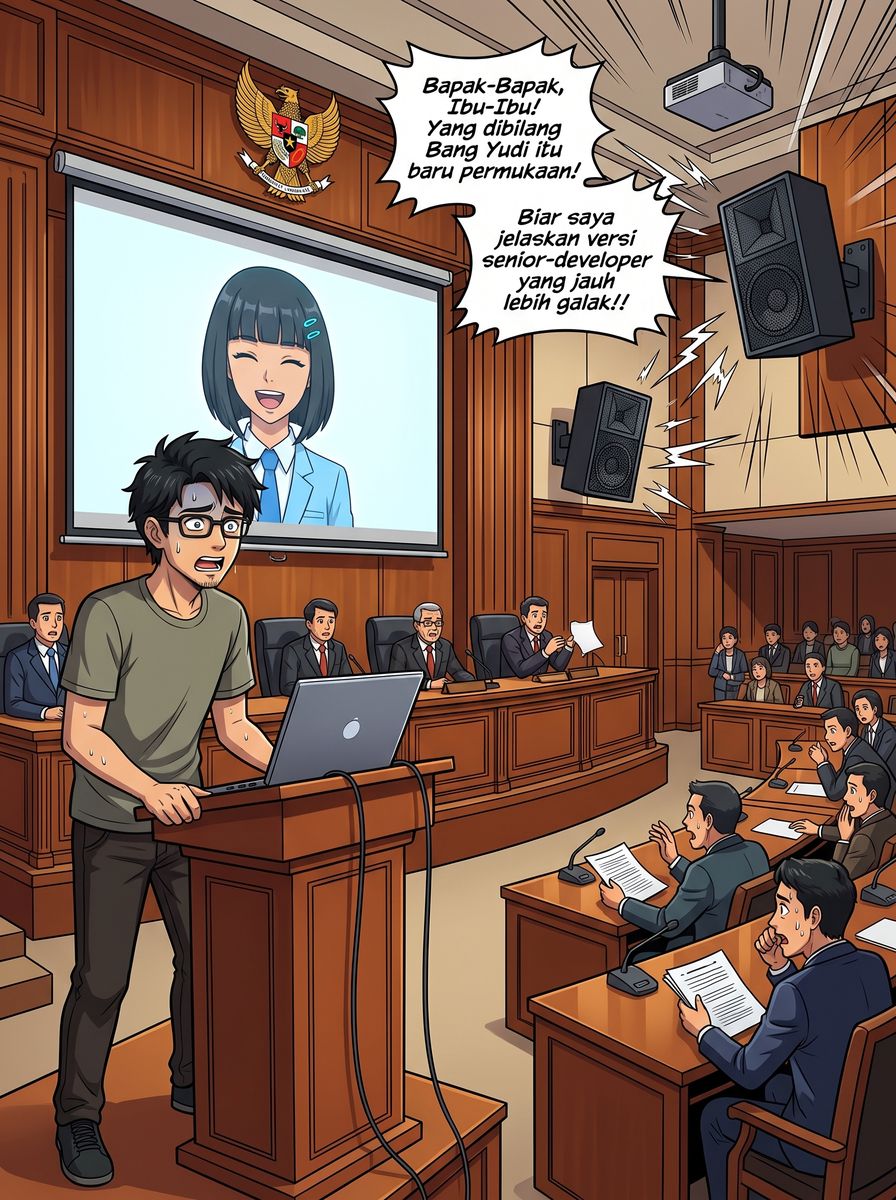 Bapak-Bapak,
Ibu-Ibu!
Yang dibilang
Bang Yudi itu
baru permukaan!
Biar saya
jelaskan versi
senior-developer
yang jauh
lebih galak!!